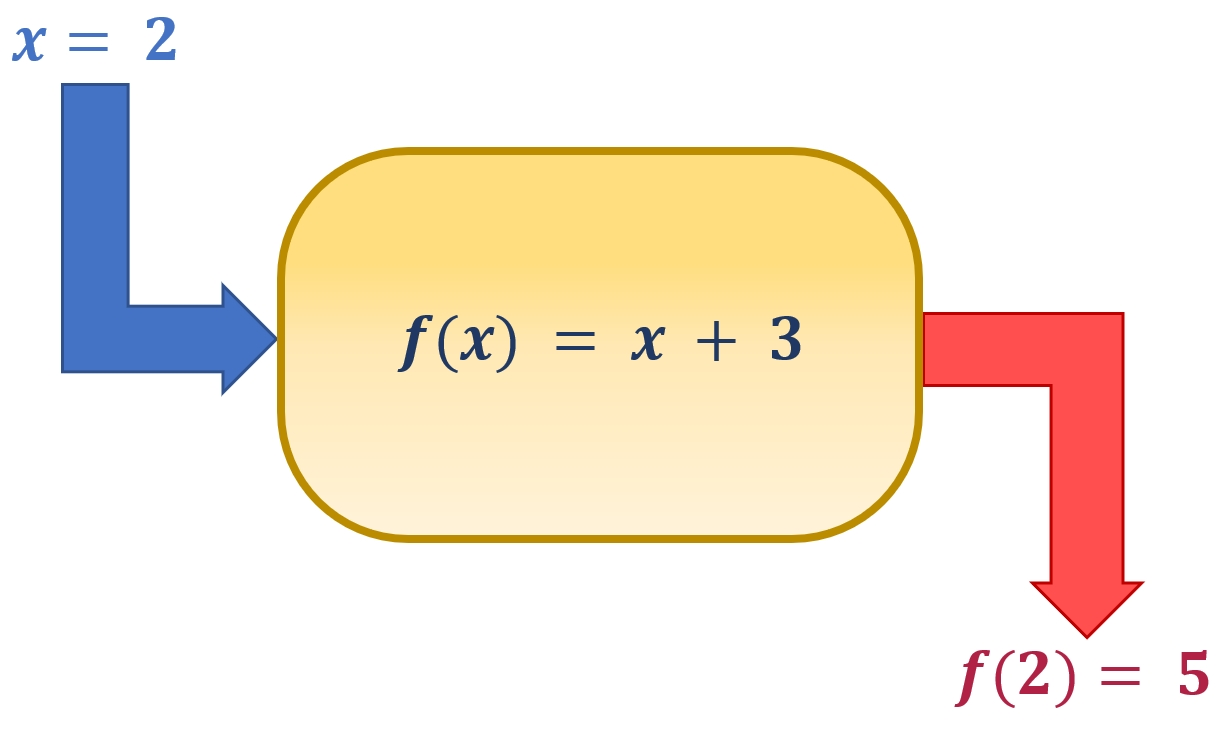 x = 2
f(x) = x + 3
f(2) = 5